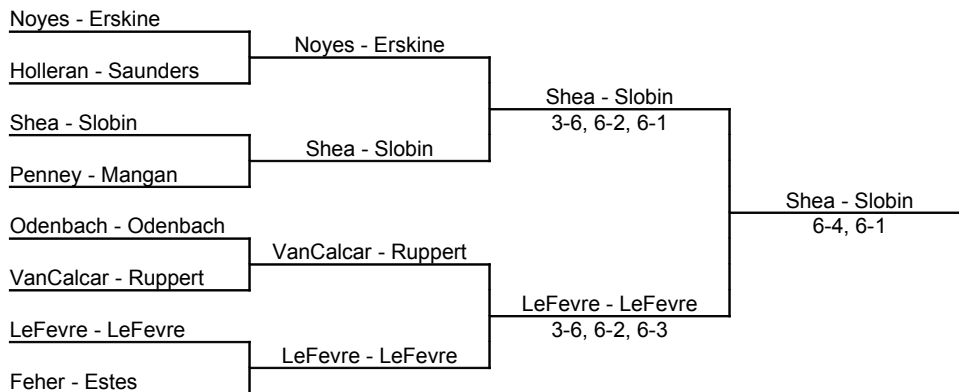 Noyes - Erskine
Noyes - Erskine
Holleran - Saunders
Shea - Slobin
3-6, 6-2, 6-1
Shea - Slobin
Shea - Slobin
Penney - Mangan
Shea - Slobin
6-4, 6-1
Odenbach - Odenbach
VanCalcar - Ruppert
VanCalcar - Ruppert
LeFevre - LeFevre
3-6, 6-2, 6-3
LeFevre - LeFevre
LeFevre - LeFevre
Feher - Estes